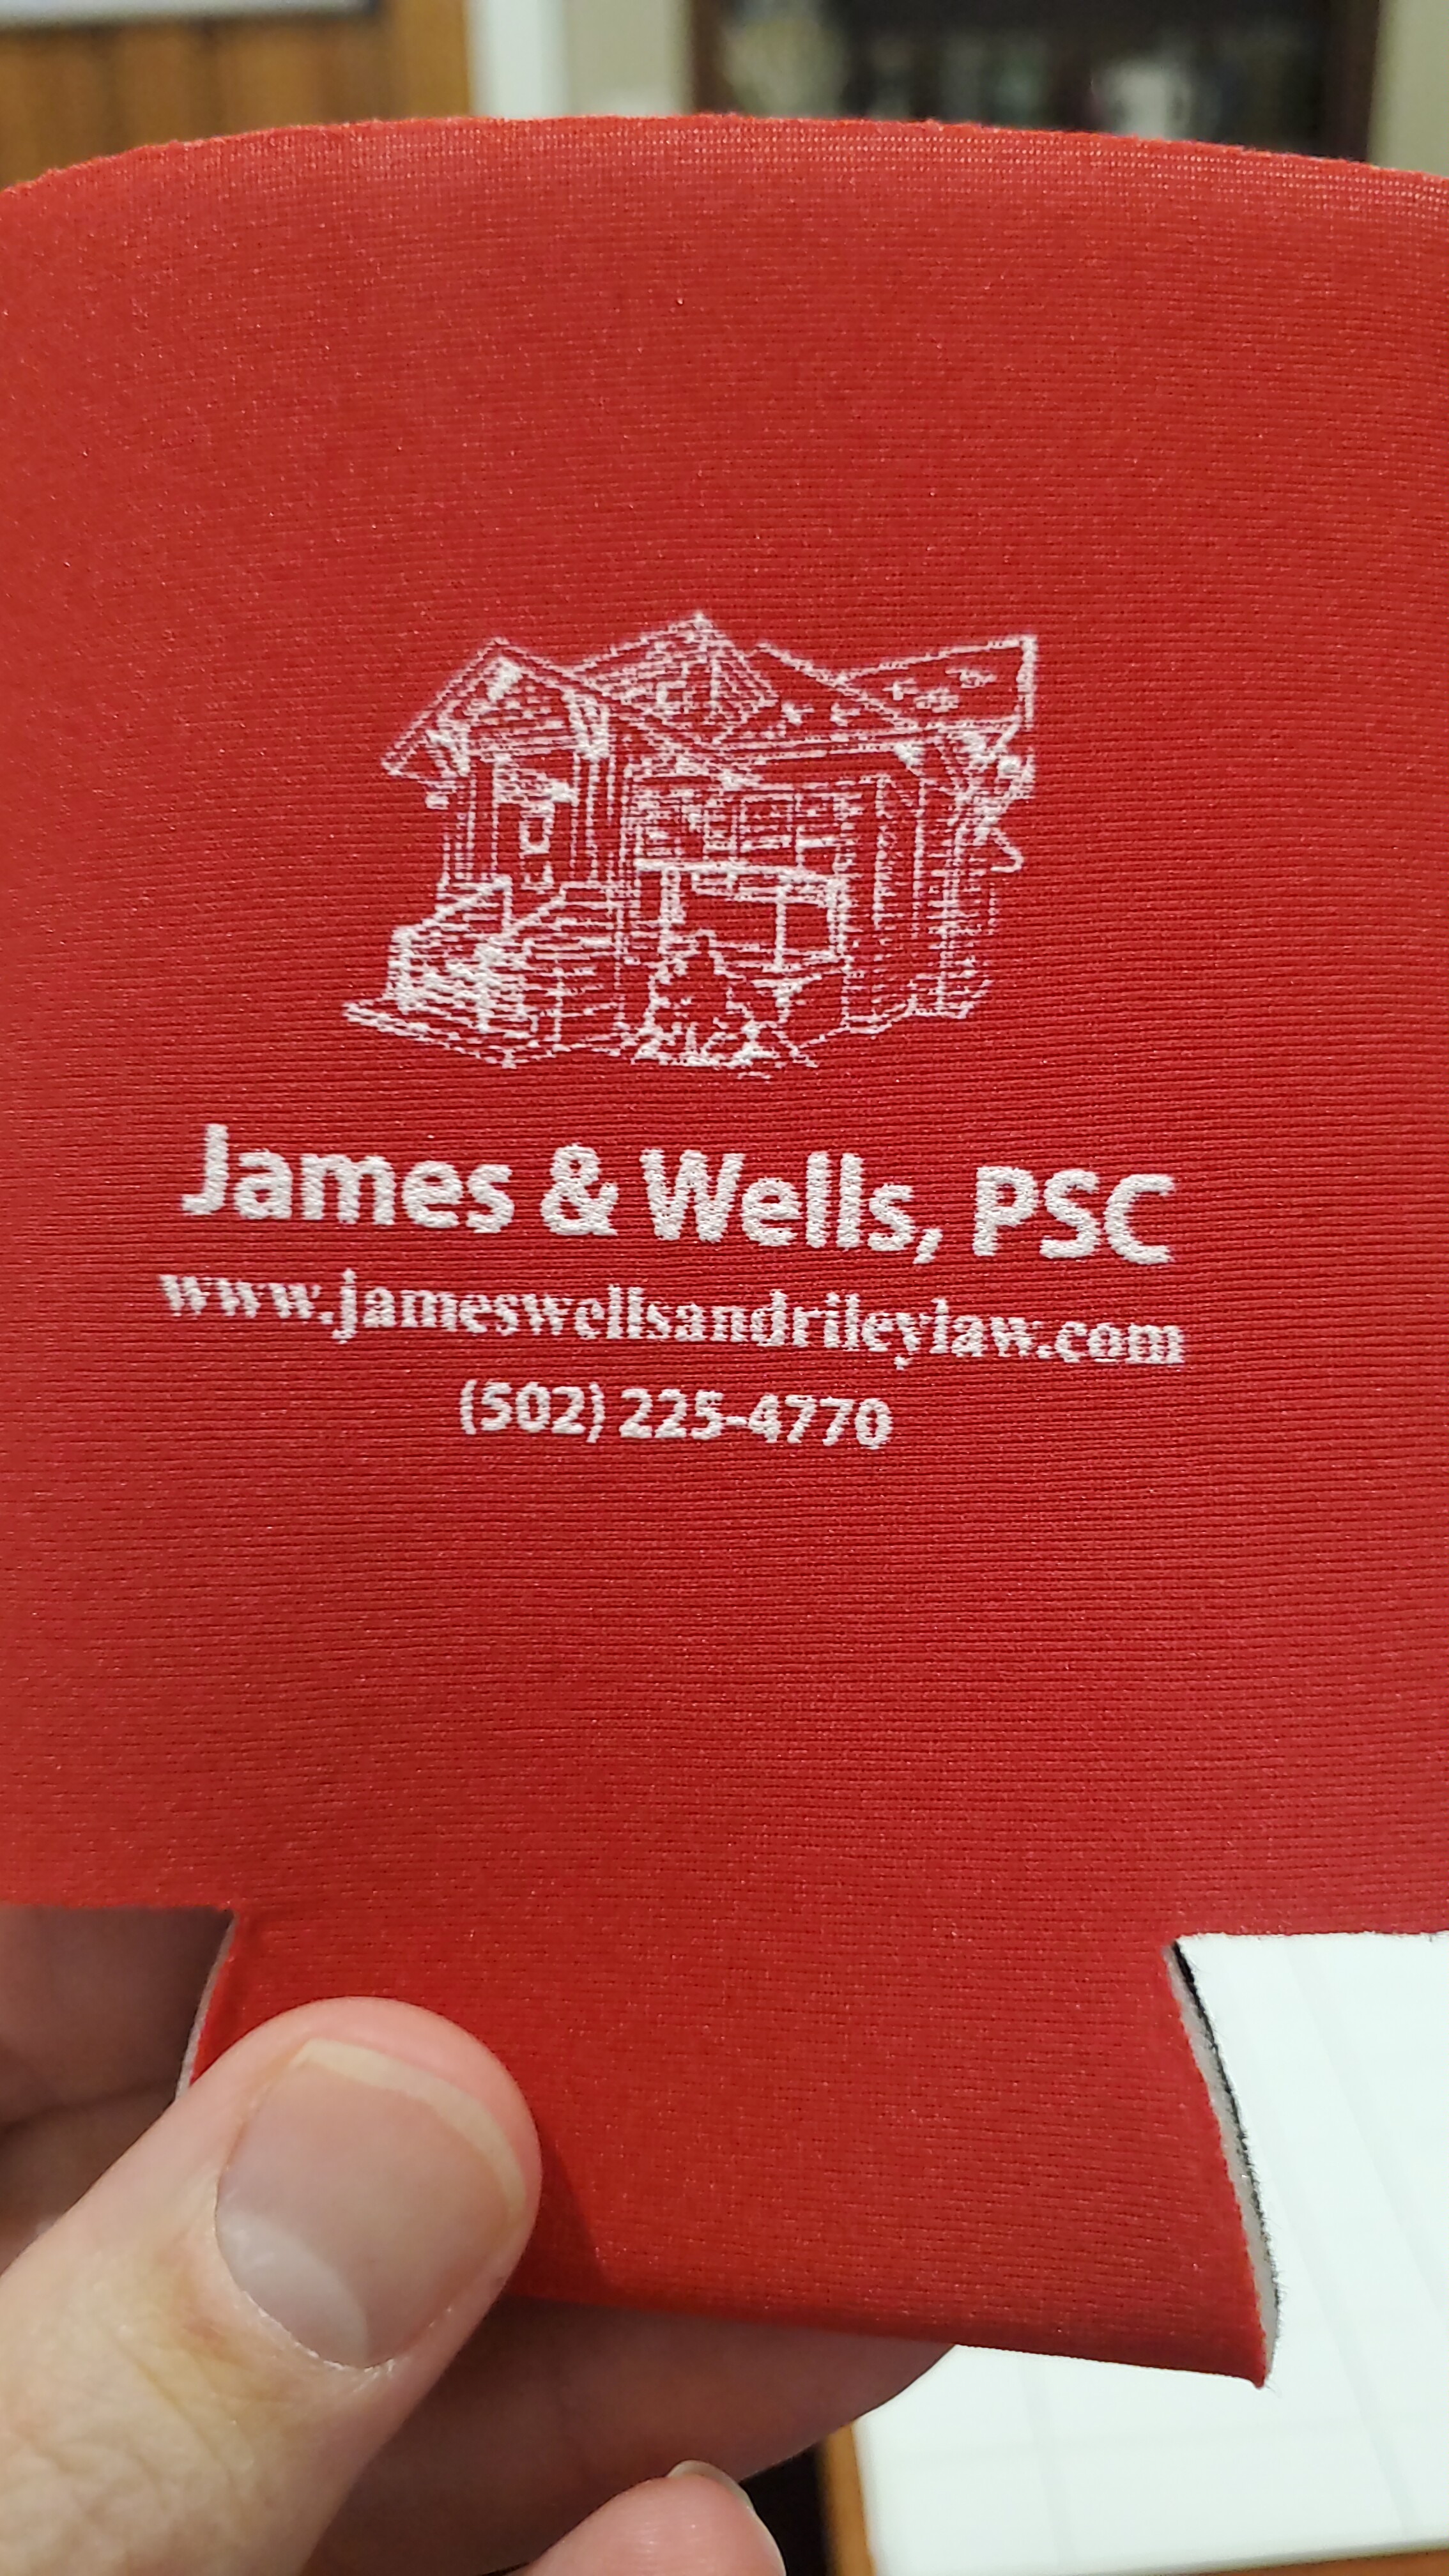 James & Wells, PSC
www.jameswellsandrileylaw.com
(502) 225-4770